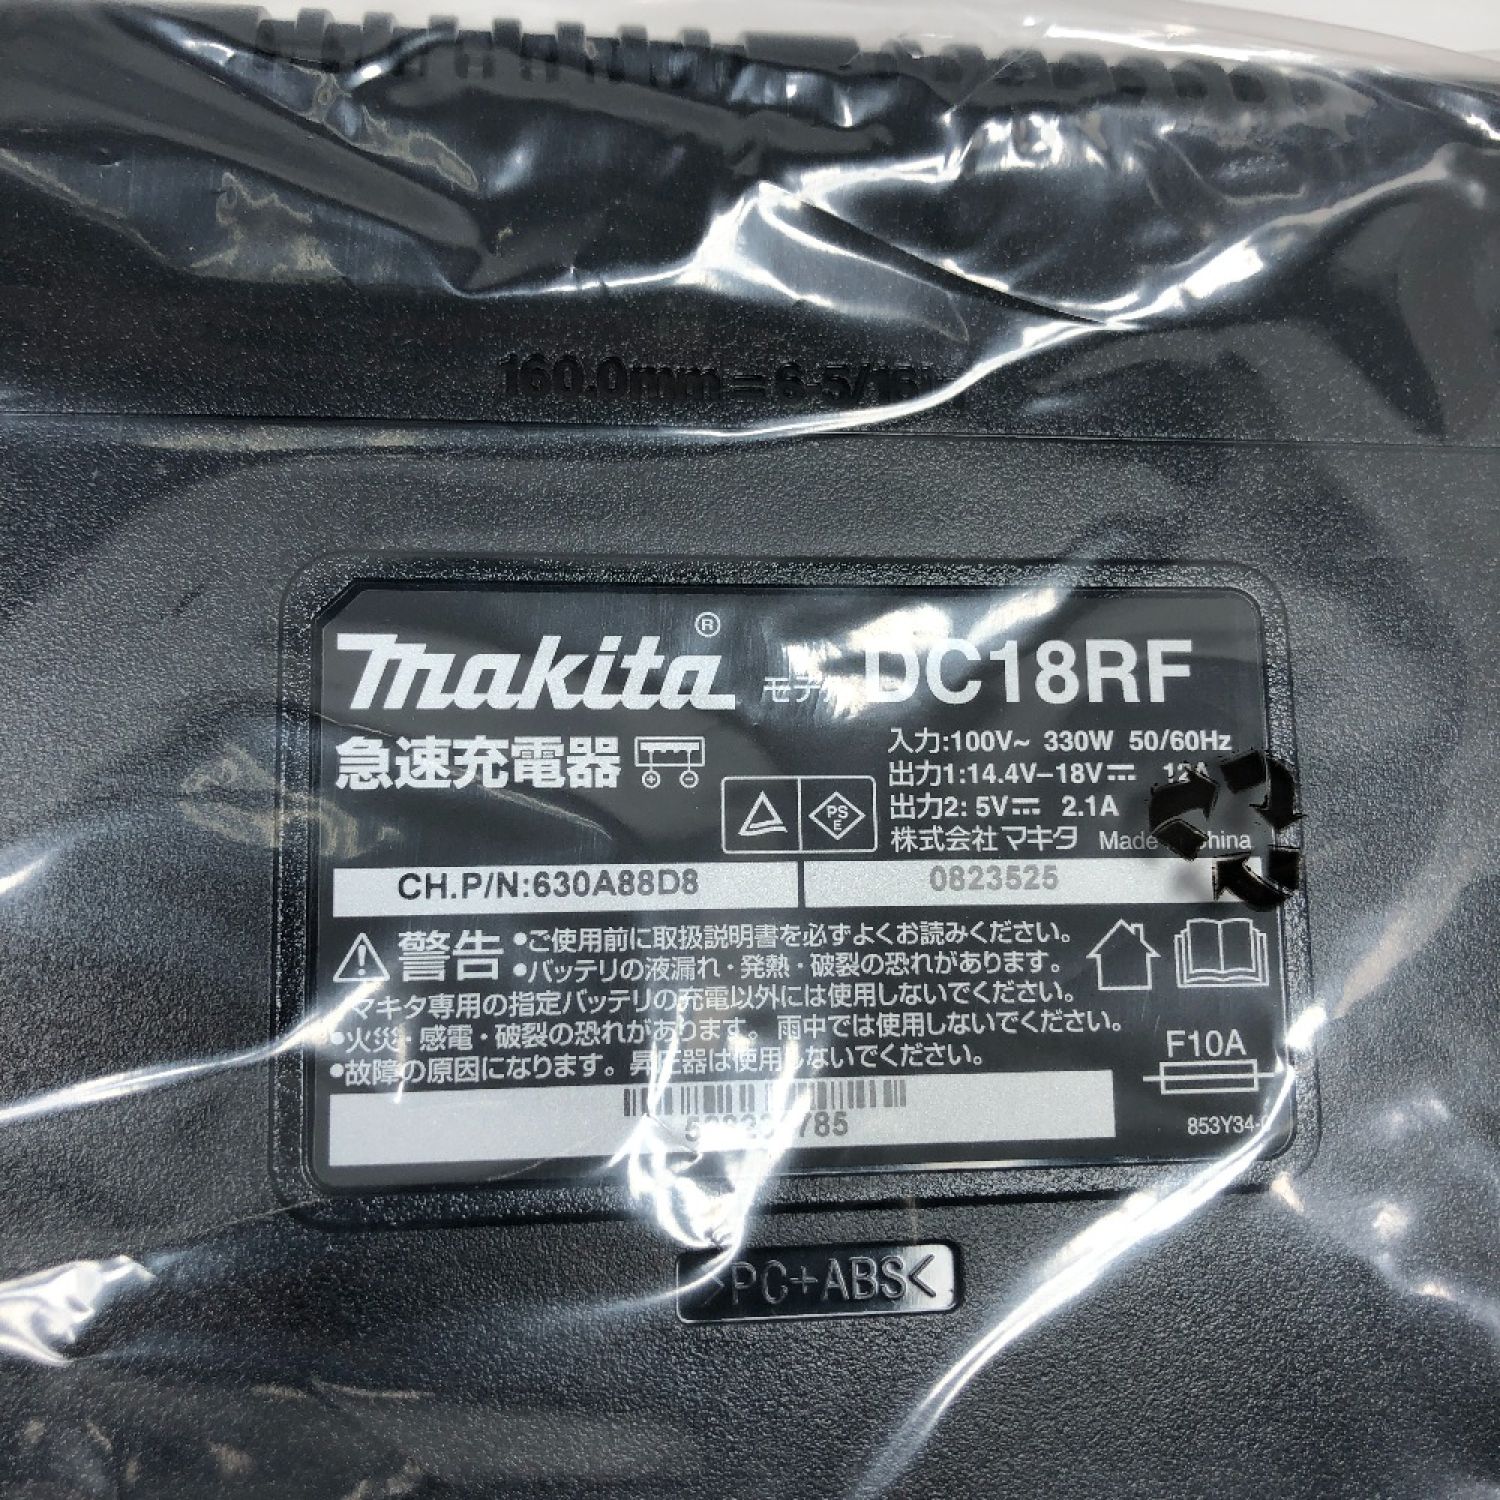 160.0mm=6-5/16"
makita®
モデル DC18RF
急速充電器
入力:100V~ 330W 50/60Hz
出力1:14.4V-18V⎓ 12A
出力2:5V⎓ 2.1A
PS
E
株式会社マキタ Made China
CH.P/N:630A88D8
0823525
警告 •ご使用前に取扱説明書を必ずよくお読みください。
•バッテリの液漏れ・発熱・破裂の恐れがあります。
マキタ専用の指定バッテリの充電以外には使用しないでください。
•火災・感電・破裂の恐れがあります。雨中では使用しないでください。
•故障の原因になります。昇圧器は使用しないでください。
F10A
853Y34-
>PC+ABS<